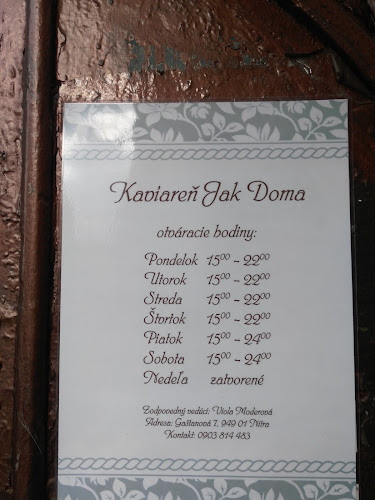 Kaviareň Jak Doma
otváracie hodiny:
Pondelok 15⁰⁰ - 22⁰⁰
Utorok 15⁰⁰ - 22⁰⁰
Streda 15⁰⁰ - 22⁰⁰
Štvrtok 15⁰⁰ - 22⁰⁰
Piatok 15⁰⁰ - 24⁰⁰
Sobota 15⁰⁰ - 24⁰⁰
Nedeľa zatvorené
Zodpovedný vedúci: Viola Moderová
Adresa: Gaštanová 7, 949 01 Nitra
Kontakt: 0903 814 483